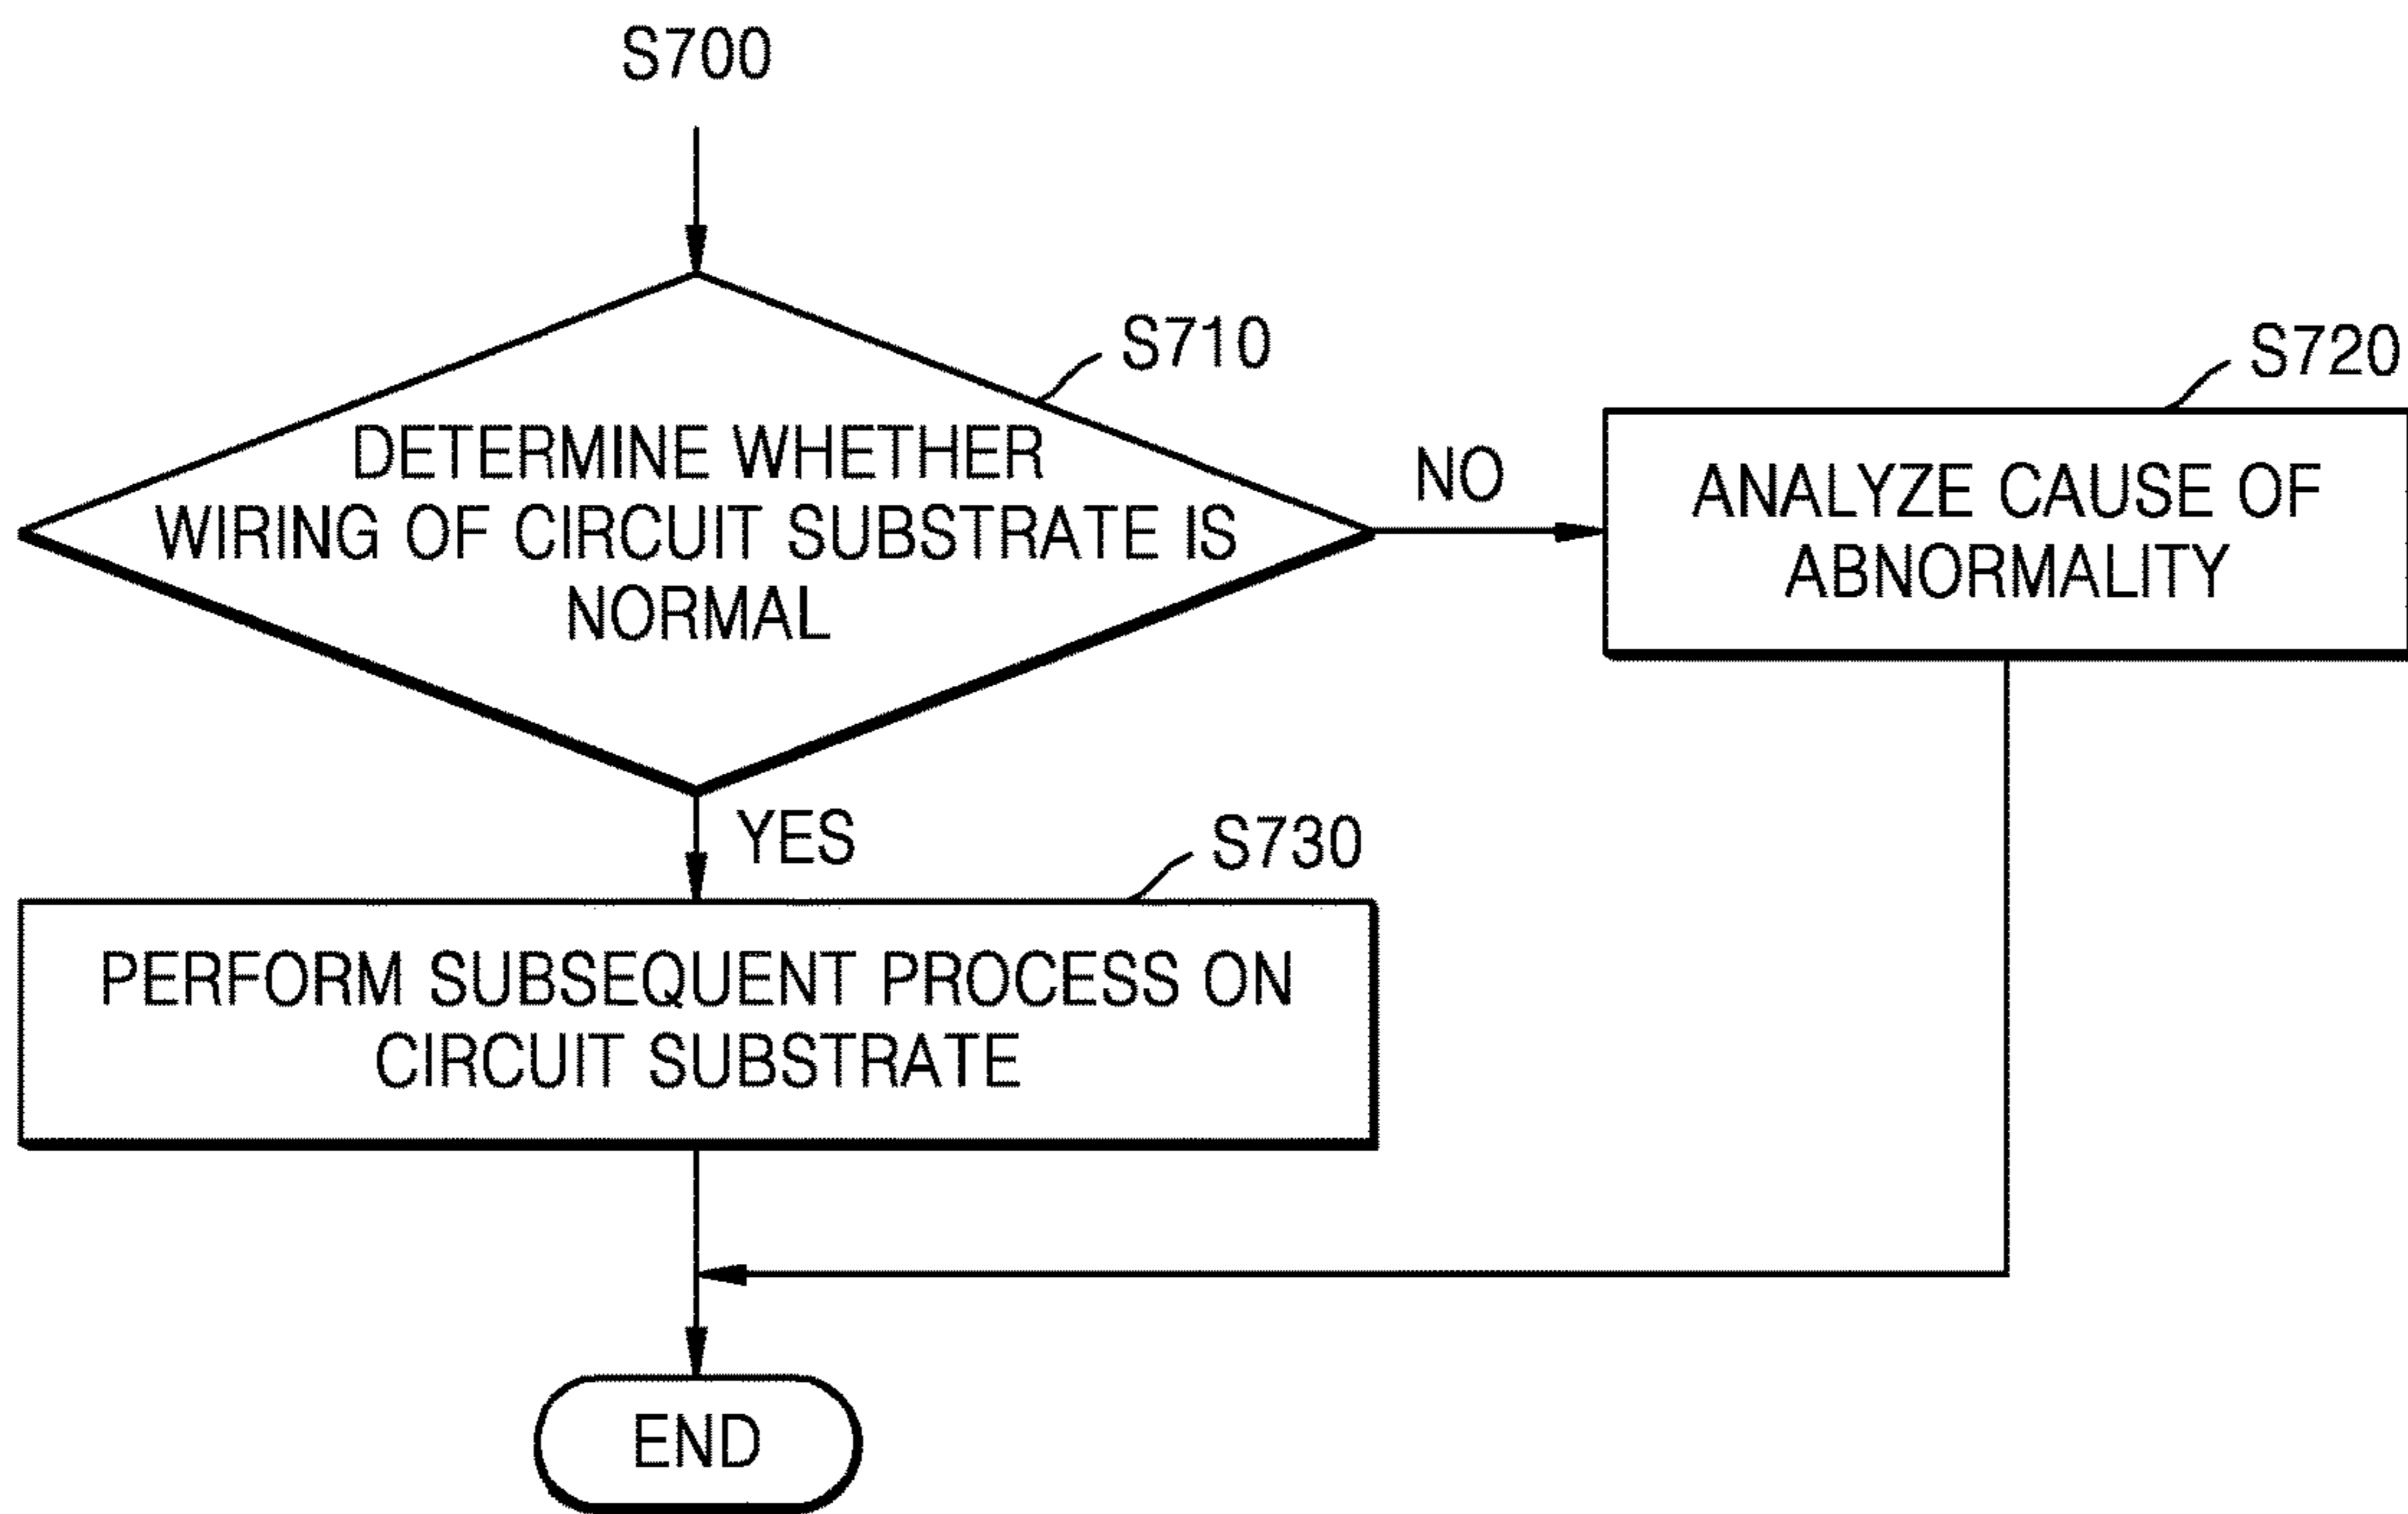 S700
S710
DETERMINE WHETHER
WIRING OF CIRCUIT SUBSTRATE IS
NORMAL
NO
S720
ANALYZE CAUSE OF
ABNORMALITY
YES
S730
PERFORM SUBSEQUENT PROCESS ON
CIRCUIT SUBSTRATE
END